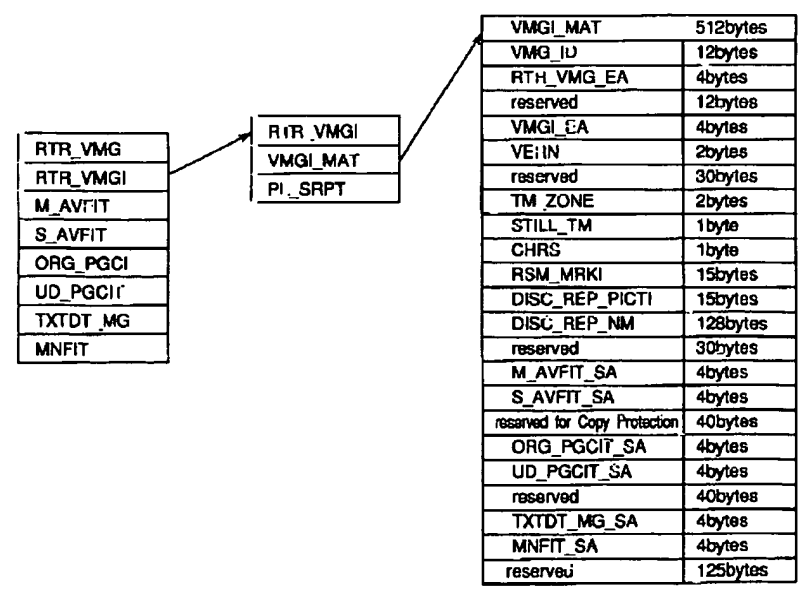 RTR_VMG
RTR_VMGI
M_AVFIT
S_AVFIT
ORG_PGCI
UD_PGCIT
TXTDT_MG
MNFIT
RTR_VMGI
VMGI_MAT
PL_SRPT
VMGI_MAT 512bytes
VMG_ID 12bytes
RTR_VMG_EA 4bytes
reserved 12bytes
VMGI_EA 4bytes
VERN 2bytes
reserved 30bytes
TM_ZONE 2bytes
STILL_TM 1byte
CHRS 1byte
RSM_MRKI 15bytes
DISC_REP_PICTI 15bytes
DISC_REP_NM 128bytes
reserved 30bytes
M_AVFIT_SA 4bytes
S_AVFIT_SA 4bytes
reserved for Copy Protection 40bytes
ORG_PGCIT_SA 4bytes
UD_PGCIT_SA 4bytes
reserved 40bytes
TXTDT_MG_SA 4bytes
MNFIT_SA 4bytes
reserved 125bytes